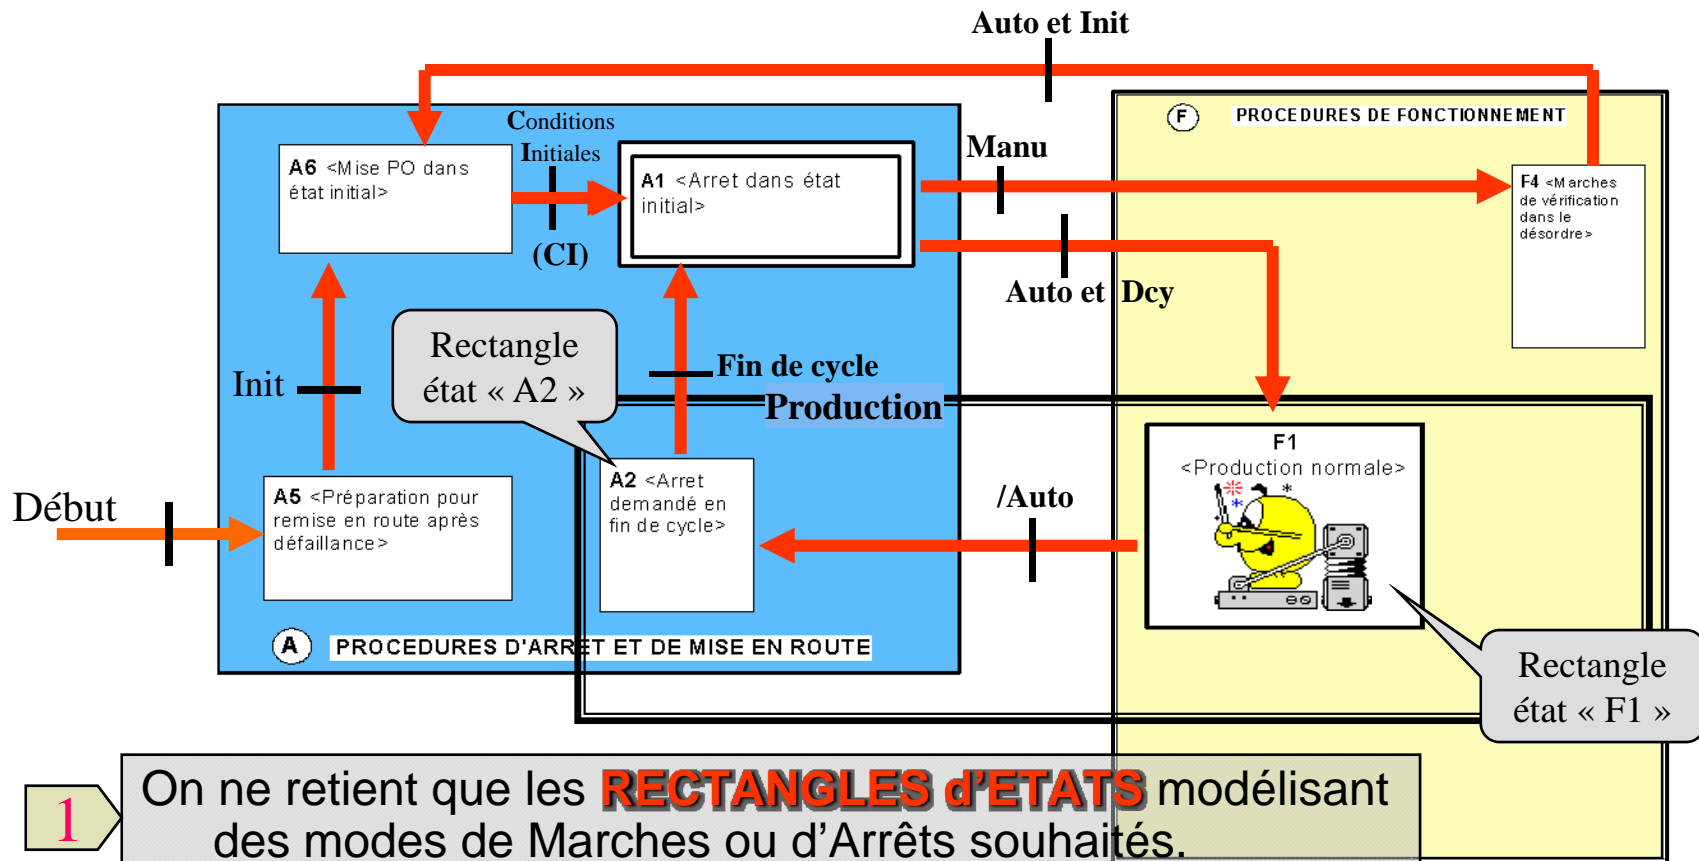 Auto et Init
F PROCEDURES DE FONCTIONNEMENT
Conditions
Initiales
(CI)
A6 <Mise PO dans
état initial>
A1 <Arret dans état
initial>
Manu
F4 <Marches
de vérification
dans le
désordre>
Auto et Dcy
Rectangle
état « A2 »
Init
Fin de cycle
Production
F1
<Production normale>
Début
A5 <Préparation pour
remise en route après
défaillance>
A2 <Arret
demandé en
fin de cycle>
/Auto
A PROCEDURES D'ARRET ET DE MISE EN ROUTE
Rectangle
état « F1 »
1
On ne retient que les RECTANGLES d'ETATS modélisant
des modes de Marches ou d'Arrêts souhaités.